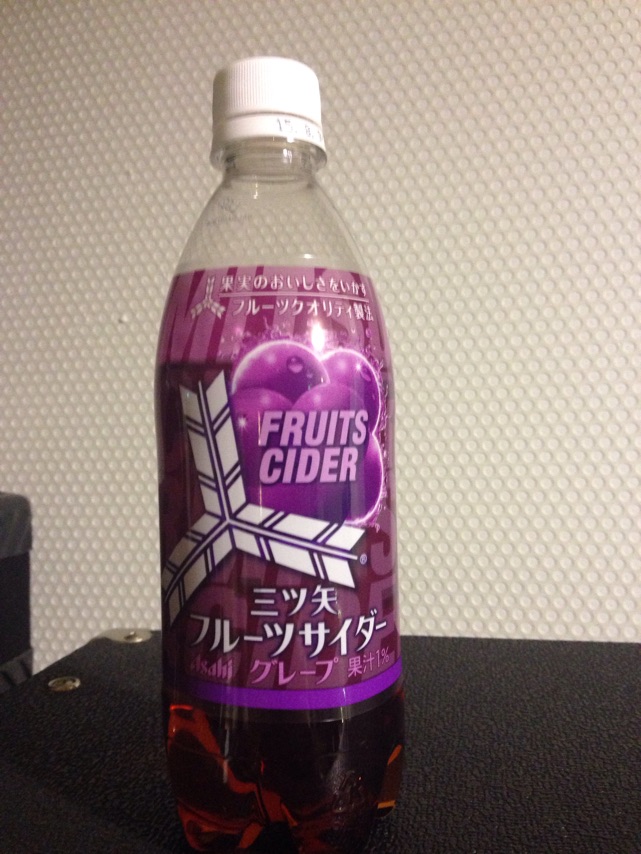 15.8.
果実のおいしさをいかす
フルーツクオリティ製法
FRUITS
CIDER
®
三ツ矢
フルーツサイダー
Asahi グレープ 果汁1%